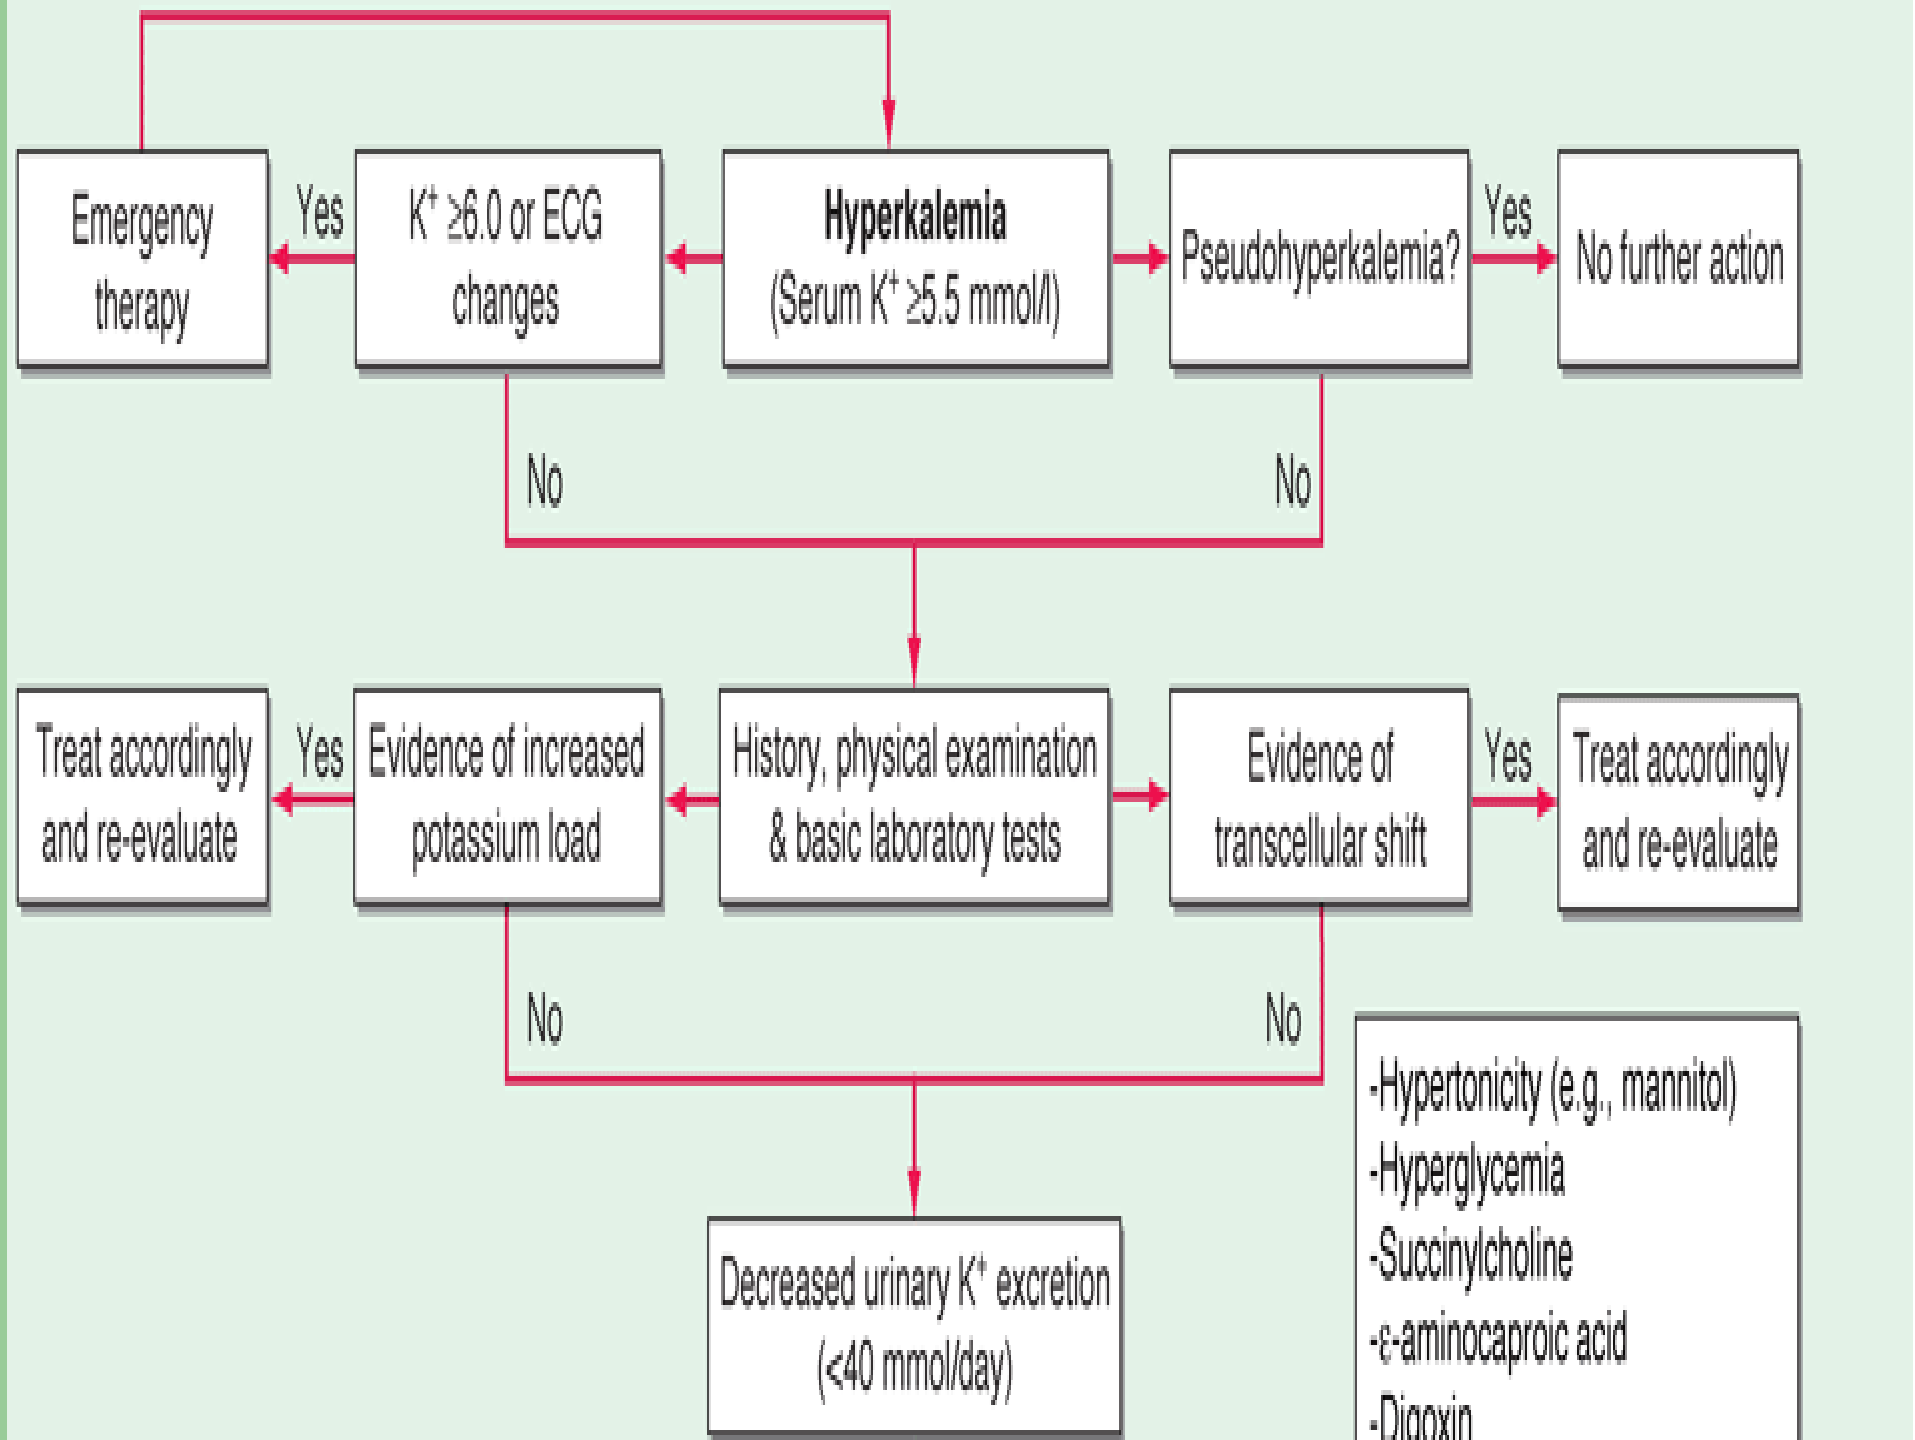 Emergency
therapy
Yes
K⁺ ≥6.0 or ECG
changes
Hyperkalemia
(Serum K⁺ ≥5.5 mmol/l)
Pseudohyperkalemia?
Yes
No further action
No
No
Treat accordingly
and re-evaluate
Yes
Evidence of increased
potassium load
History, physical examination
& basic laboratory tests
Evidence of
transcellular shift
Yes
Treat accordingly
and re-evaluate
No
No
-Hypertonicity (e.g., mannitol)
-Hyperglycemia
-Succinylcholine
-ε-aminocaproic acid
-Digoxin
Decreased urinary K⁺ excretion
(<40 mmol/day)